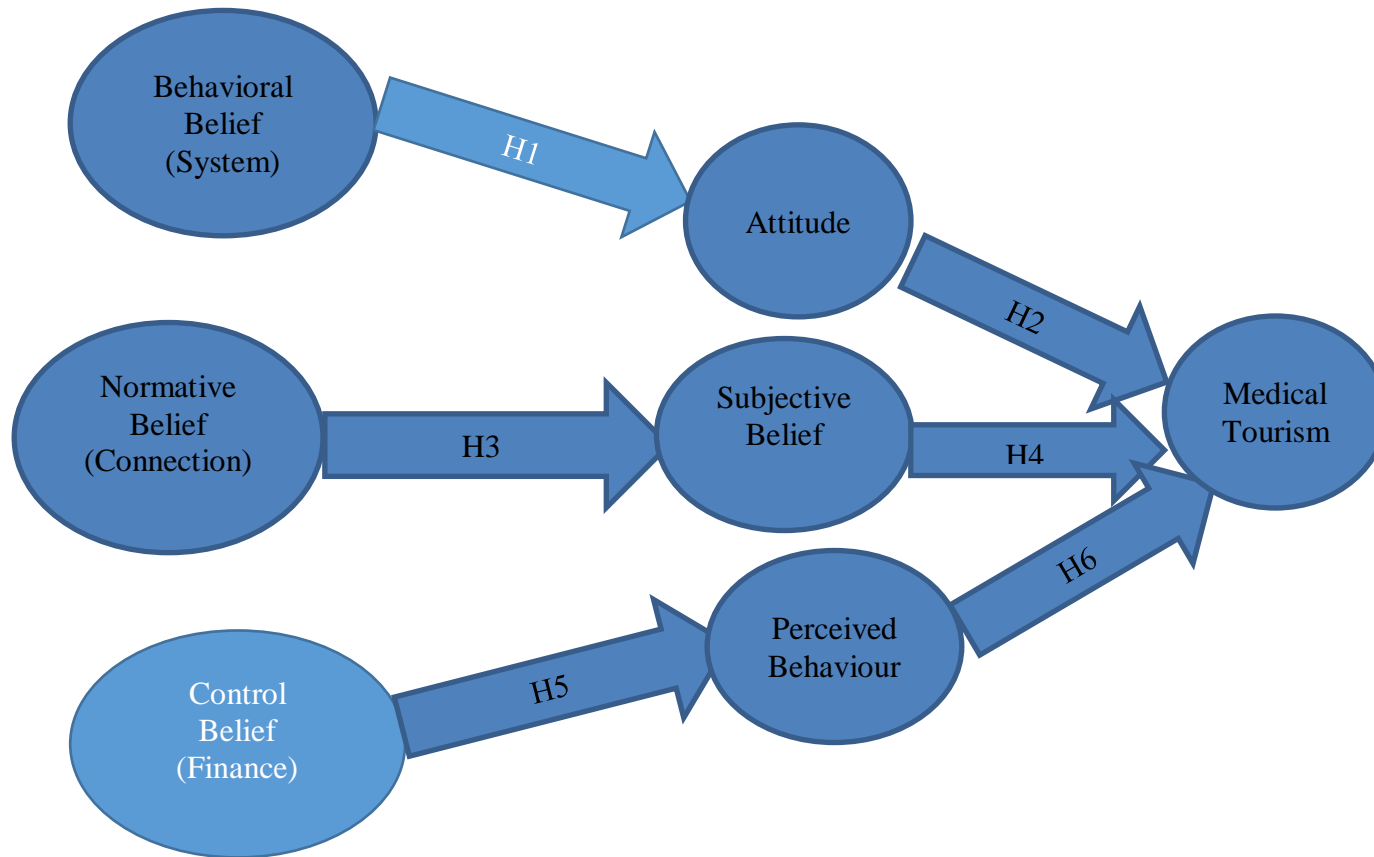 Behavioral
Belief
(System)
H1
Attitude
H2
Normative
Belief
(Connection)
H3
Subjective
Belief
H4
Medical
Tourism
Control
Belief
(Finance)
H5
Perceived
Behaviour
H6